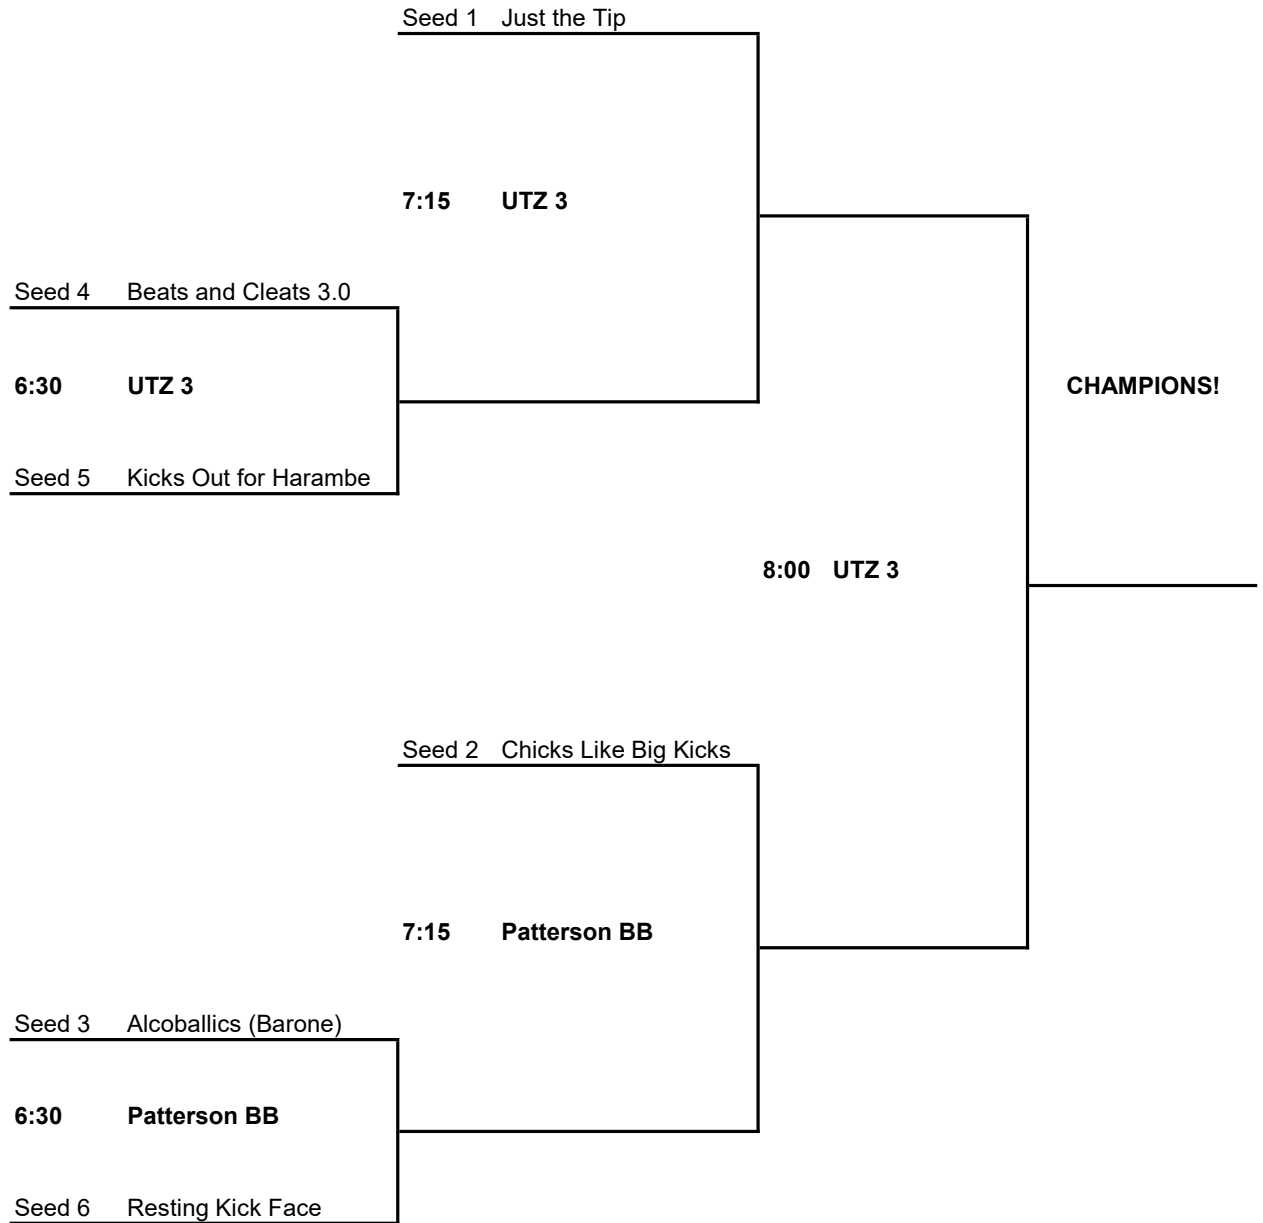 Seed 1 Just the Tip
7:15 UTZ 3
Seed 4 Beats and Cleats 3.0
6:30 UTZ 3
CHAMPIONS!
Seed 5 Kicks Out for Harambe
8:00 UTZ 3
Seed 2 Chicks Like Big Kicks
7:15 Patterson BB
Seed 3 Alcoballics (Barone)
6:30 Patterson BB
Seed 6 Resting Kick Face